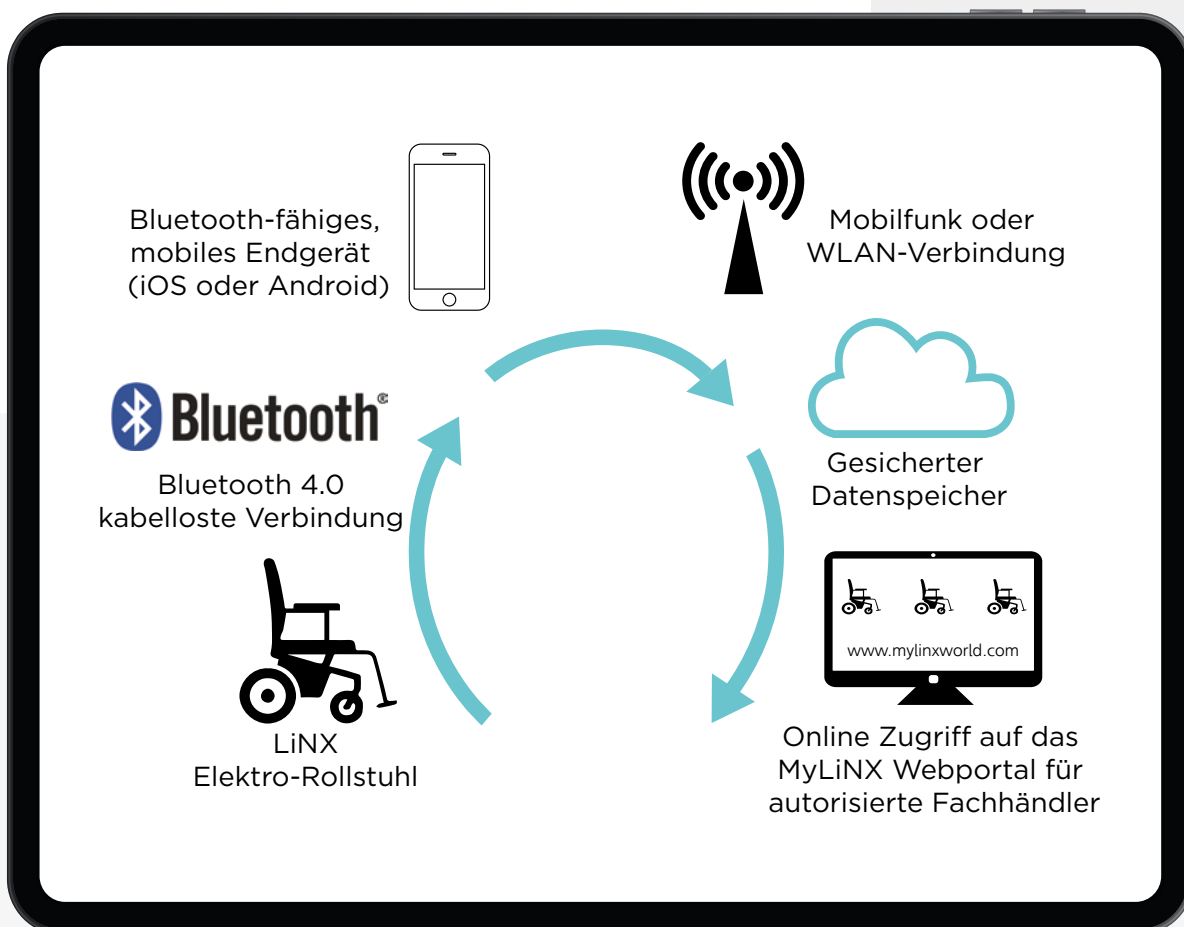 Bluetooth-fähiges,
mobiles Endgerät
(iOS oder Android)
Mobilfunk oder
WLAN-Verbindung
Bluetooth®
Bluetooth 4.0
kabelloste Verbindung
Gesicherter
Datenspeicher
LiNX
Elektro-Rollstuhl
www.mylinxworld.com
Online Zugriff auf das
MyLiNX Webportal für
autorisierte Fachhändler